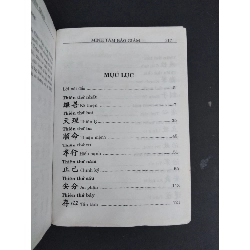 MINH TÂM BẢO GIÁM
MỤC LỤC
Lời nói đầu
Thiên thứ nhất
繼善 Kế thiện
Thiên thứ hai
天理 Thiên lý
Thiên thứ ba
順命 Thuận mệnh
Thiên thứ tư
孝行 Hiếu hạnh
Thiên thứ năm
正己 Chính kỷ
Thiên thứ sáu
安分 An phận
Thiên thứ bảy
存心 Tồn tâm